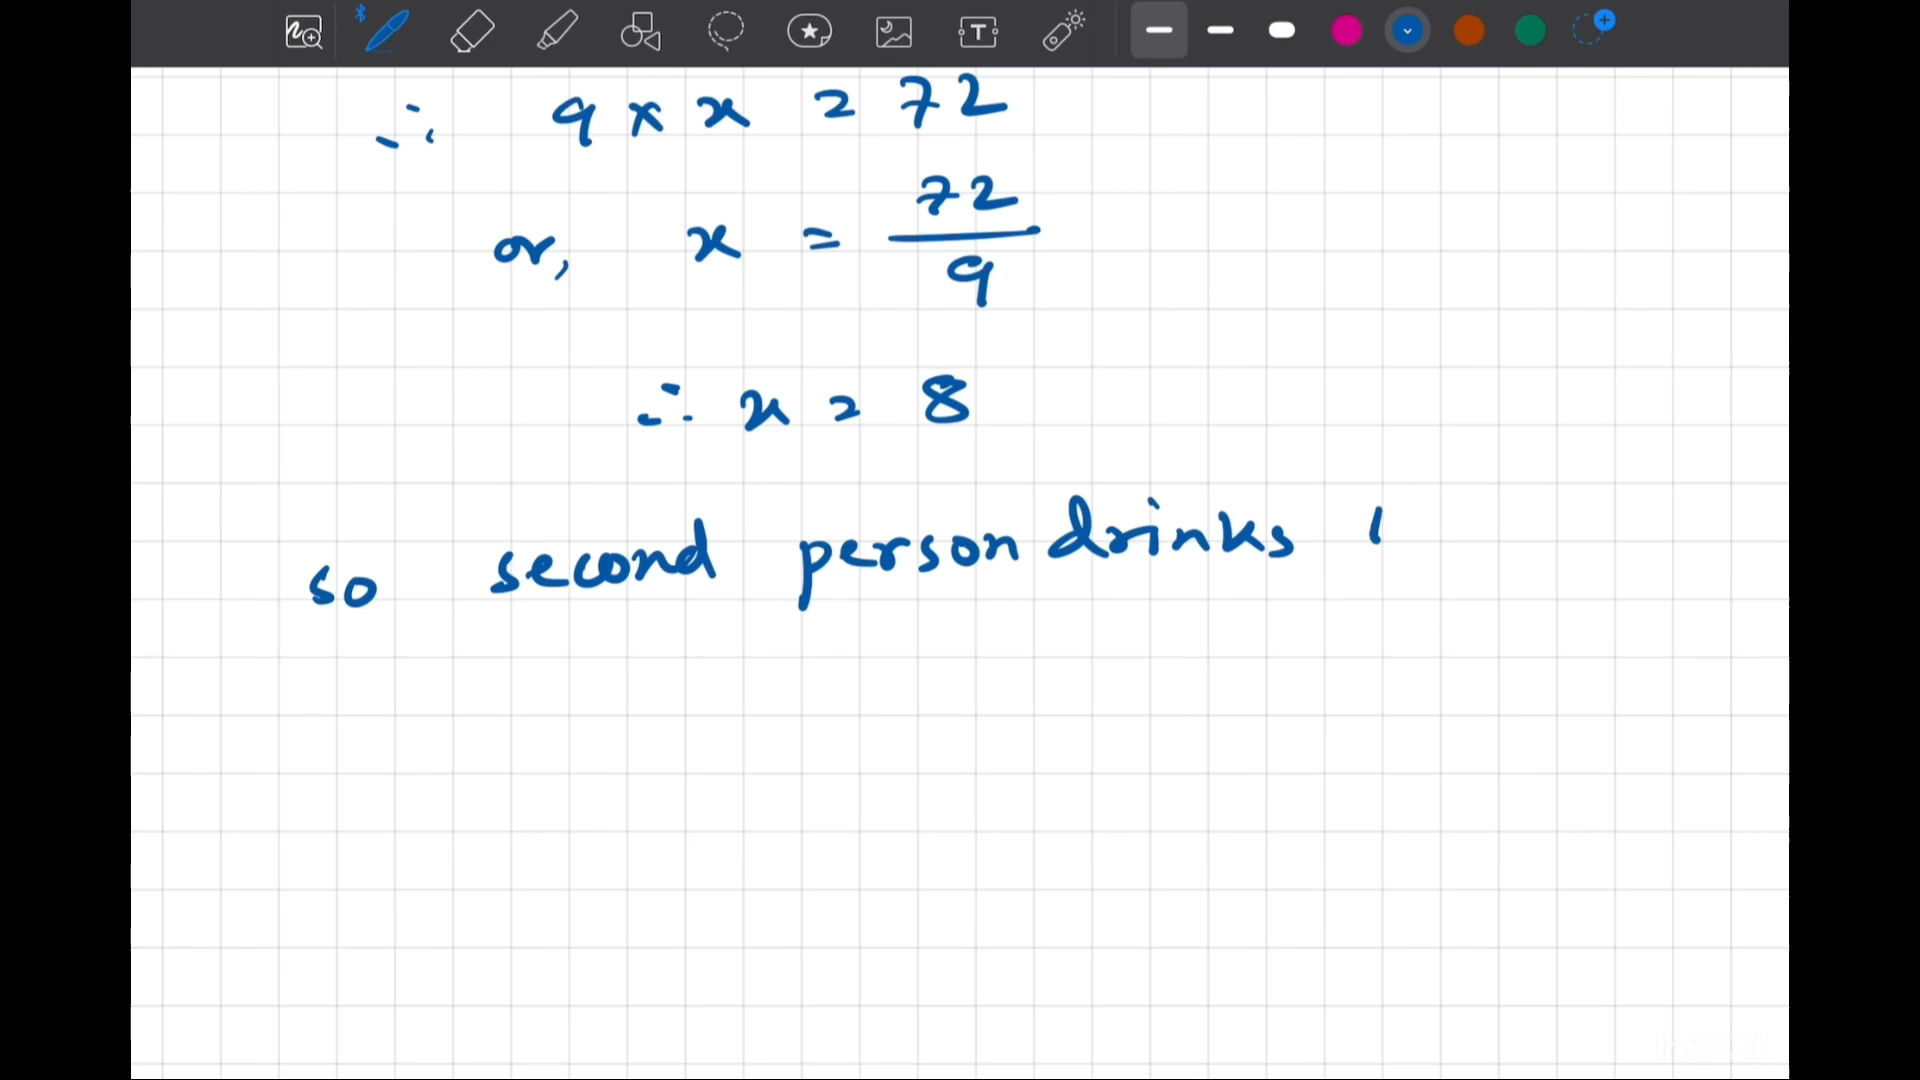 ∴ 9 × x = 72
or, x = 72/9
∴ x = 8
so second person drinks